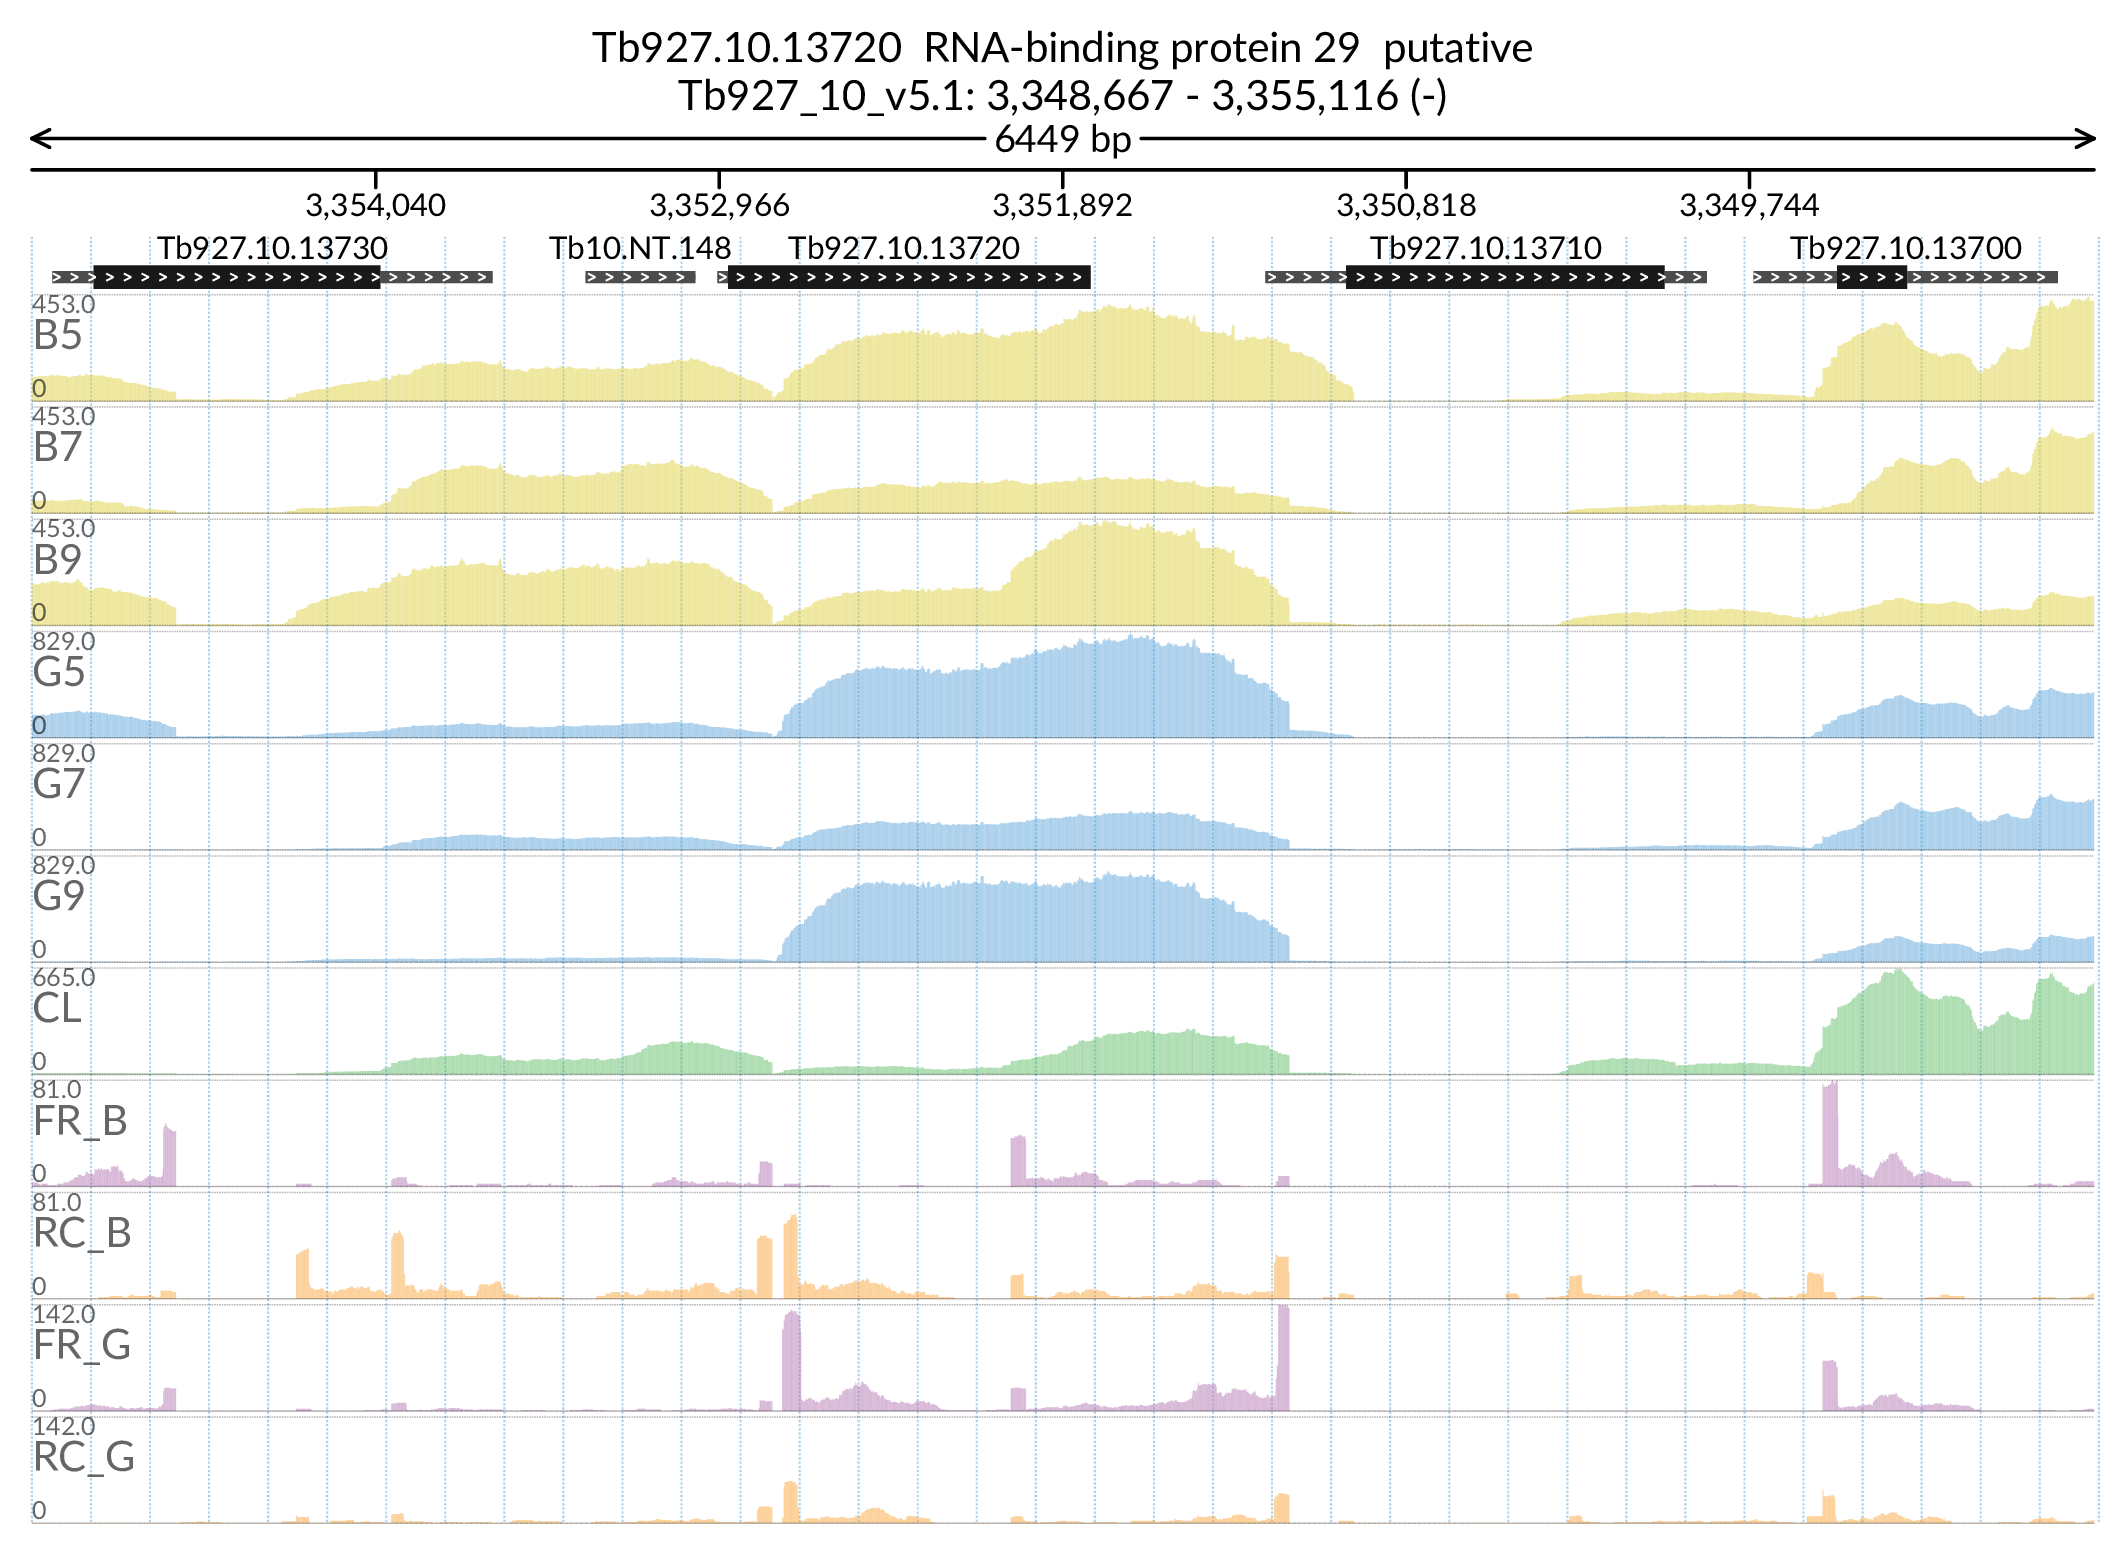 Tb927.10.13720  RNA-binding protein 29  putative
Tb927_10_v5.1: 3,348,667 - 3,355,116 (-)
6449 bp
3,354,040 3,352,966 3,351,892 3,350,818 3,349,744
Tb927.10.13730 Tb10.NT.148 Tb927.10.13720 Tb927.10.13710 Tb927.10.13700
453.0
B5
0
453.0
B7
0
453.0
B9
0
829.0
G5
0
829.0
G7
0
829.0
G9
0
665.0
CL
0
81.0
FR_B
0
81.0
RC_B
0
142.0
FR_G
0
142.0
RC_G
0